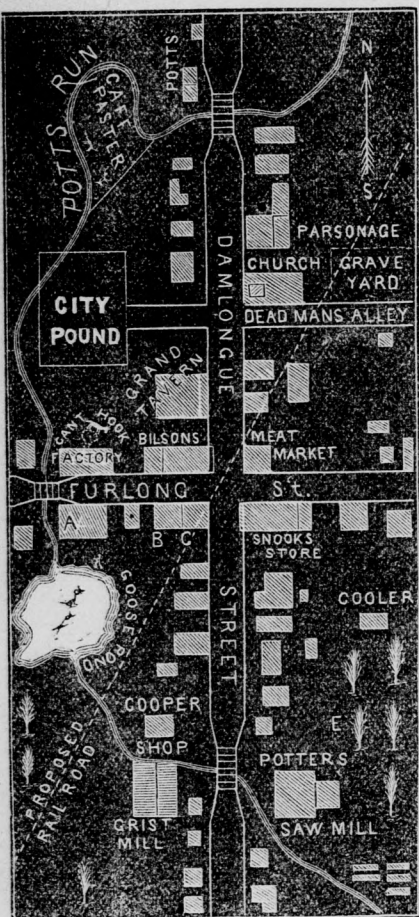 POTTS
POTTS RUN
CALF PASTER
N
S
DAMLONGUE
PARSONAGE
CHURCH
GRAVE
YARD
DEAD MANS ALLEY
CITY
POUND
GRAND
TAVERN
CANT HOOK
FACTORY
BILSONS
MEAT
MARKET
FURLONG St.
A
B C
SNOOKS
STORE
GOOSE POND
STREET
COOLER
E
COOPER
SHOP
PROPOSED
RAIL ROAD
POTTERS
SAW MILL
GRIST
MILL